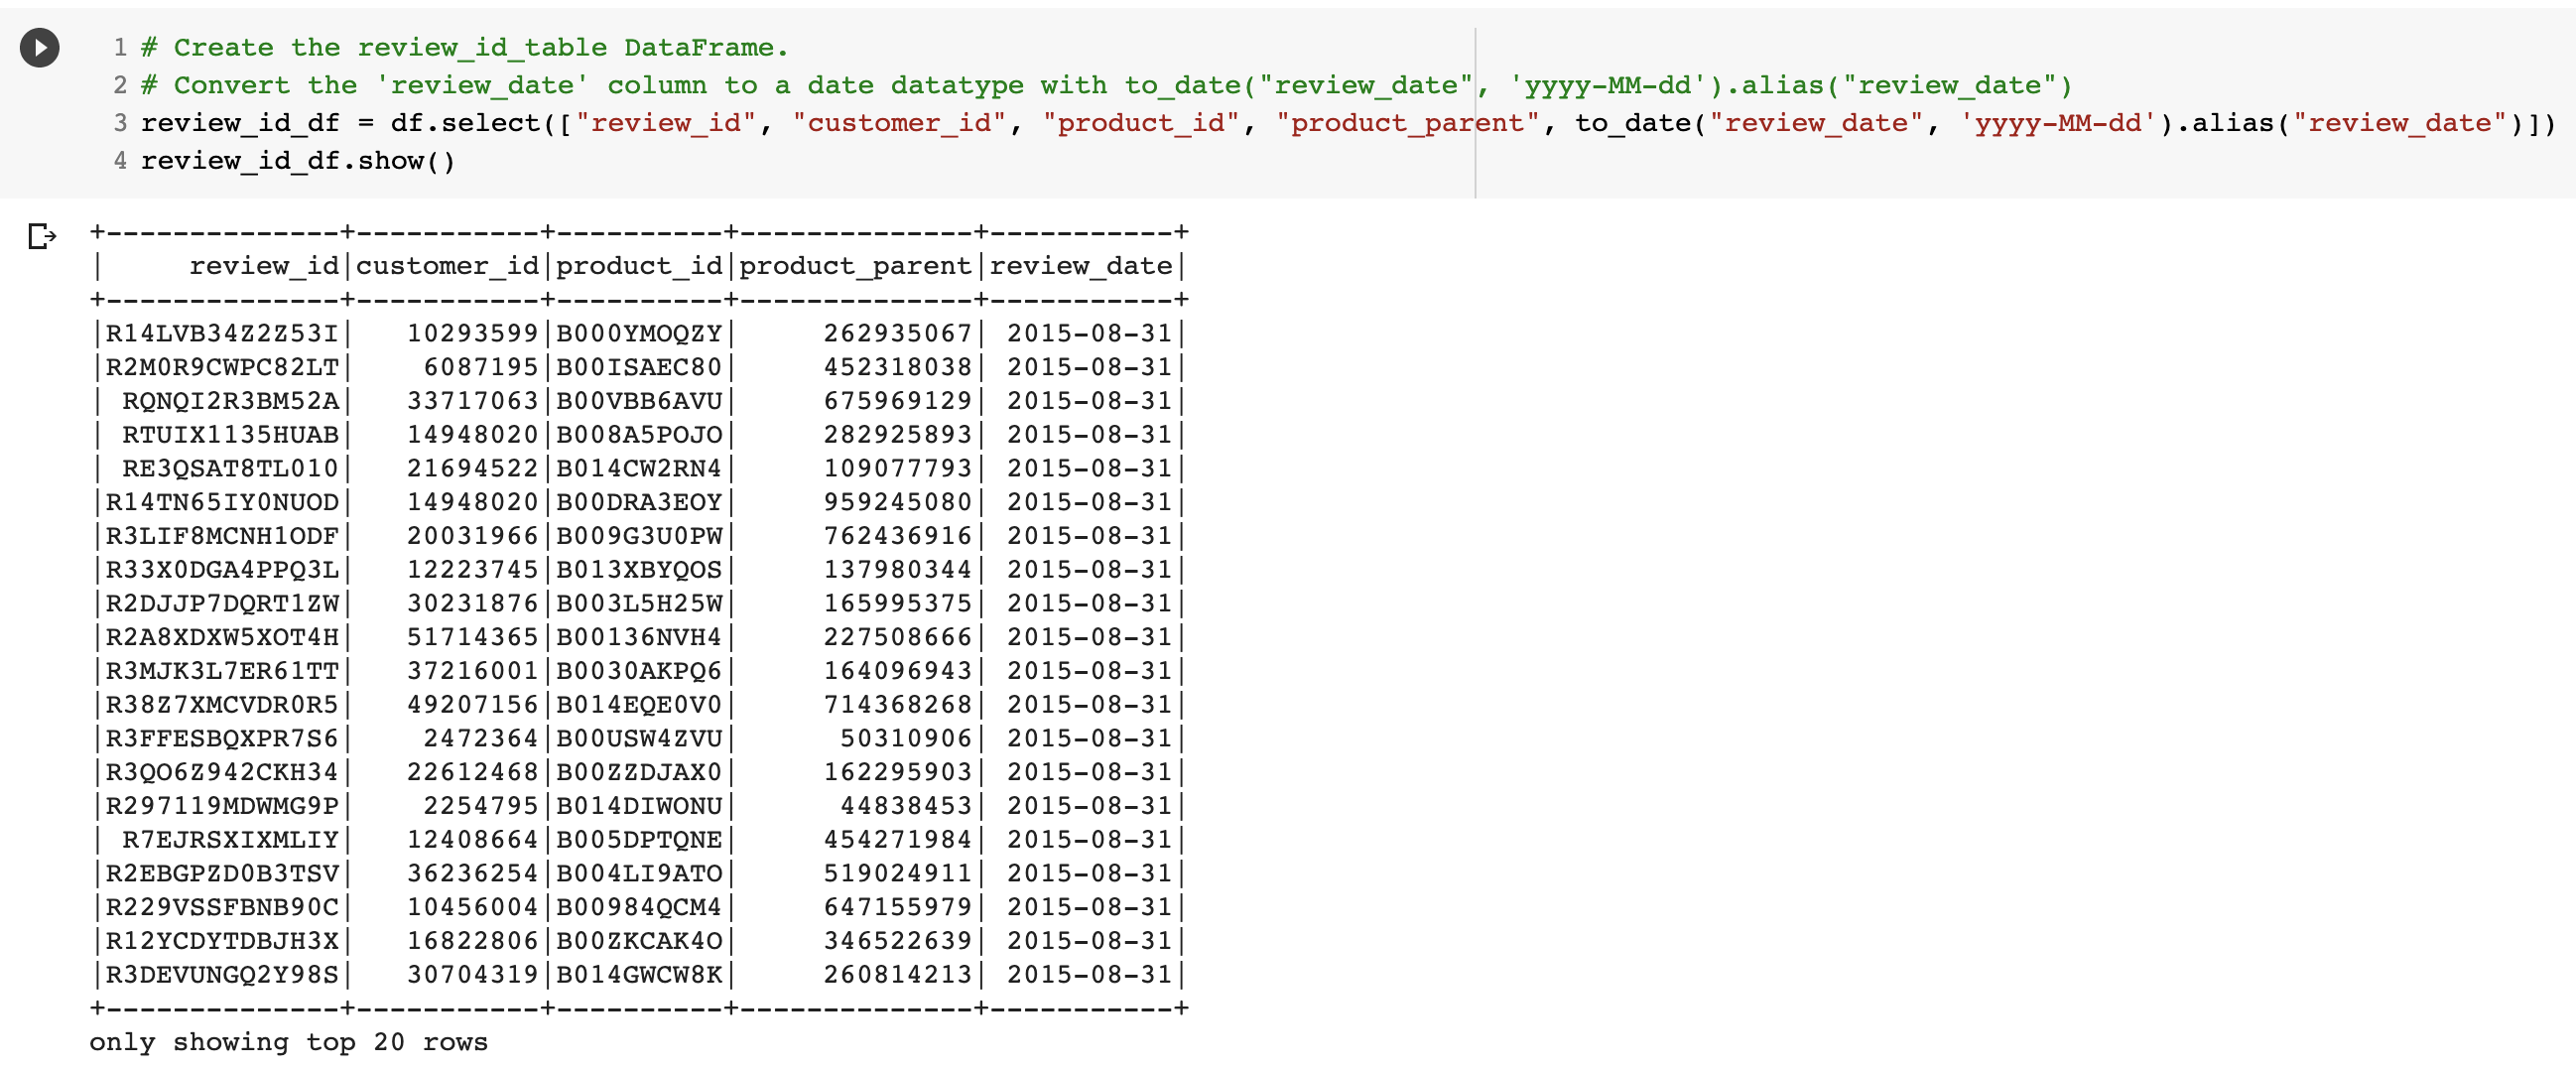 1 # Create the review_id_table DataFrame.
2 # Convert the 'review_date' column to a date datatype with to_date("review_date", 'yyyy-MM-dd').alias("review_date")
3 review_id_df = df.select(["review_id", "customer_id", "product_id", "product_parent", to_date("review_date", 'yyyy-MM-dd').alias("review_date")])
4 review_id_df.show()
+--------------+-----------+----------+--------------+-----------+
|     review_id|customer_id|product_id|product_parent|review_date|
+--------------+-----------+----------+--------------+-----------+
|R14LVB34Z2Z53I|   10293599|B000YMOQZY|     262935067| 2015-08-31|
|R2M0R9CWPC82LT|    6087195|B00ISAEC80|     452318038| 2015-08-31|
| RQNQI2R3BM52A|   33717063|B00VBB6AVU|     675969129| 2015-08-31|
| RTUIX1135HUAB|   14948020|B008A5POJO|     282925893| 2015-08-31|
| RE3QSAT8TL010|   21694522|B014CW2RN4|     109077793| 2015-08-31|
|R14TN65IY0NUOD|   14948020|B00DRA3EOY|     959245080| 2015-08-31|
|R3LIF8MCNH1ODF|   20031966|B009G3U0PW|     762436916| 2015-08-31|
|R33X0DGA4PPQ3L|   12223745|B013XBYQOS|     137980344| 2015-08-31|
|R2DJJP7DQRT1ZW|   30231876|B003L5H25W|     165995375| 2015-08-31|
|R2A8XDXW5XOT4H|   51714365|B00136NVH4|     227508666| 2015-08-31|
|R3MJK3L7ER61TT|   37216001|B0030AKPQ6|     164096943| 2015-08-31|
|R38Z7XMCVDR0R5|   49207156|B014EQE0V0|     714368268| 2015-08-31|
|R3FFESBQXPR7S6|    2472364|B00USW4ZVU|      50310906| 2015-08-31|
|R3QO6Z942CKH34|   22612468|B00ZZDJAX0|     162295903| 2015-08-31|
|R297119MDWMG9P|    2254795|B014DIWONU|      44838453| 2015-08-31|
| R7EJRSXIXMLIY|   12408664|B005DPTQNE|     454271984| 2015-08-31|
|R2EBGPZD0B3TSV|   36236254|B004LI9ATO|     519024911| 2015-08-31|
|R229VSSFBNB90C|   10456004|B00984QCM4|     647155979| 2015-08-31|
|R12YCDYTDBJH3X|   16822806|B00ZKCAK4O|     346522639| 2015-08-31|
|R3DEVUNGQ2Y98S|   30704319|B014GWCW8K|     260814213| 2015-08-31|
+--------------+-----------+----------+--------------+-----------+
only showing top 20 rows